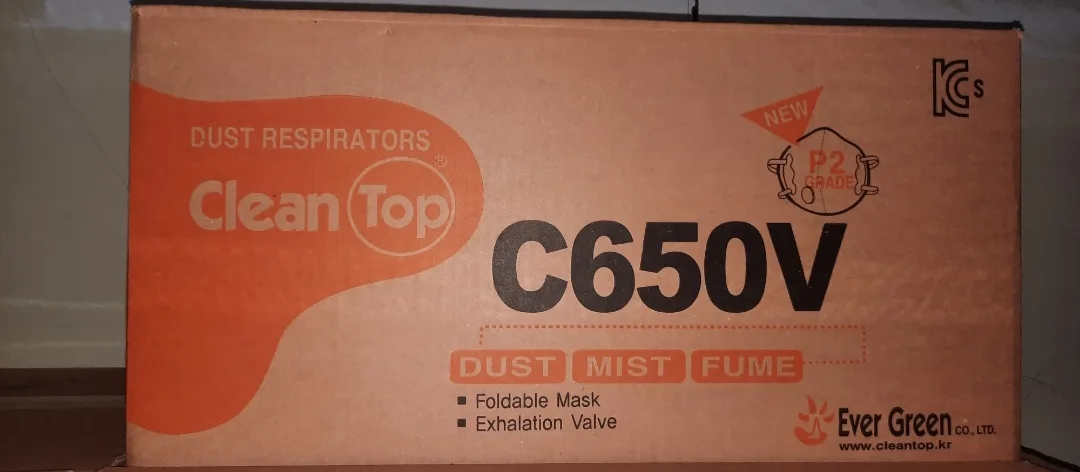 DUST RESPIRATORS
Clean Top®
NEW
P2
GRADE
KCs
C650V
DUST MIST FUME
▪ Foldable Mask
▪ Exhalation Valve
Ever Green CO., LTD.
www.cleantop.kr